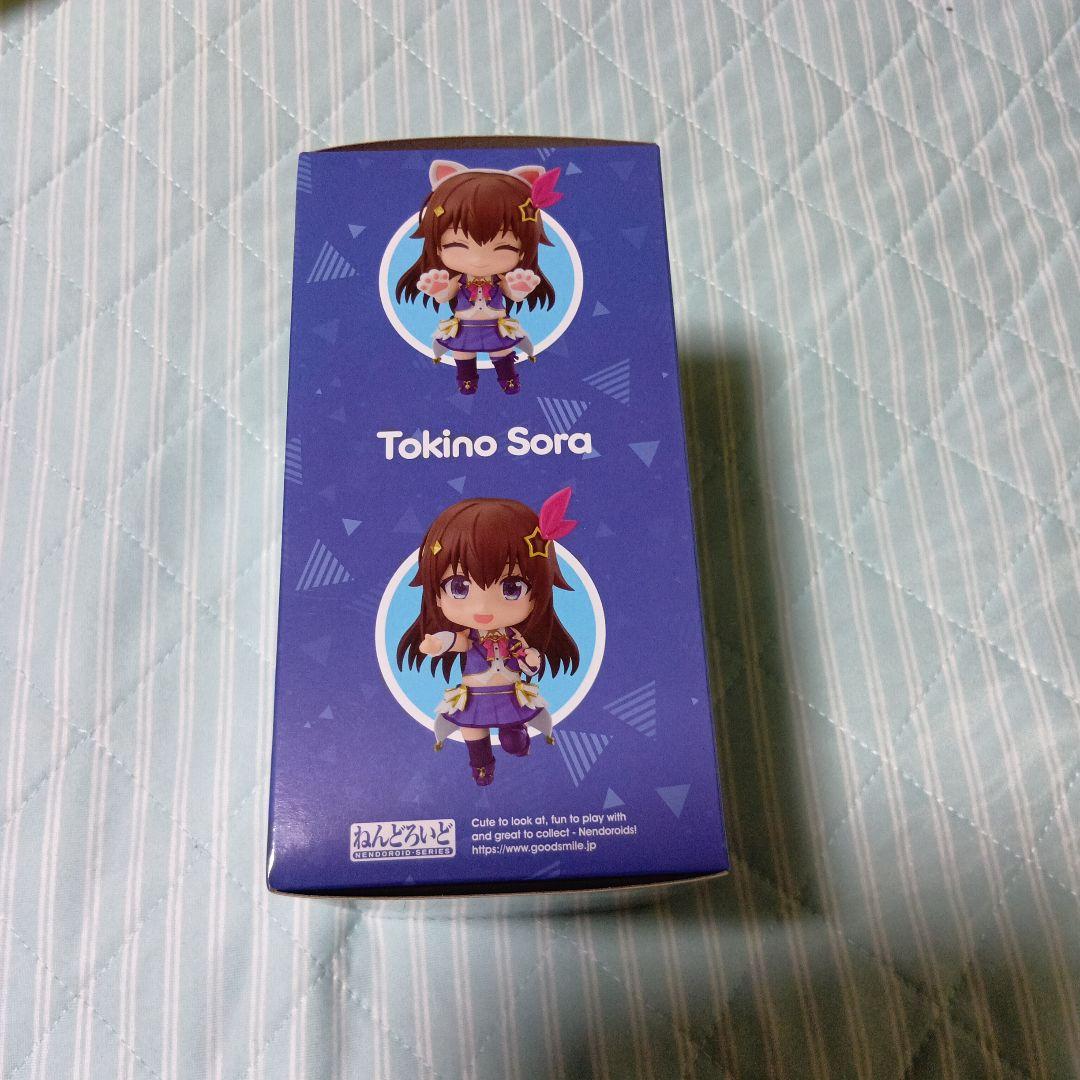 Tokino Sora
ねんどろいど
NENDOROID·SERIES
Cute to look at, fun to play with
and great to collect - Nendoroids!
https://www.goodsmile.jp